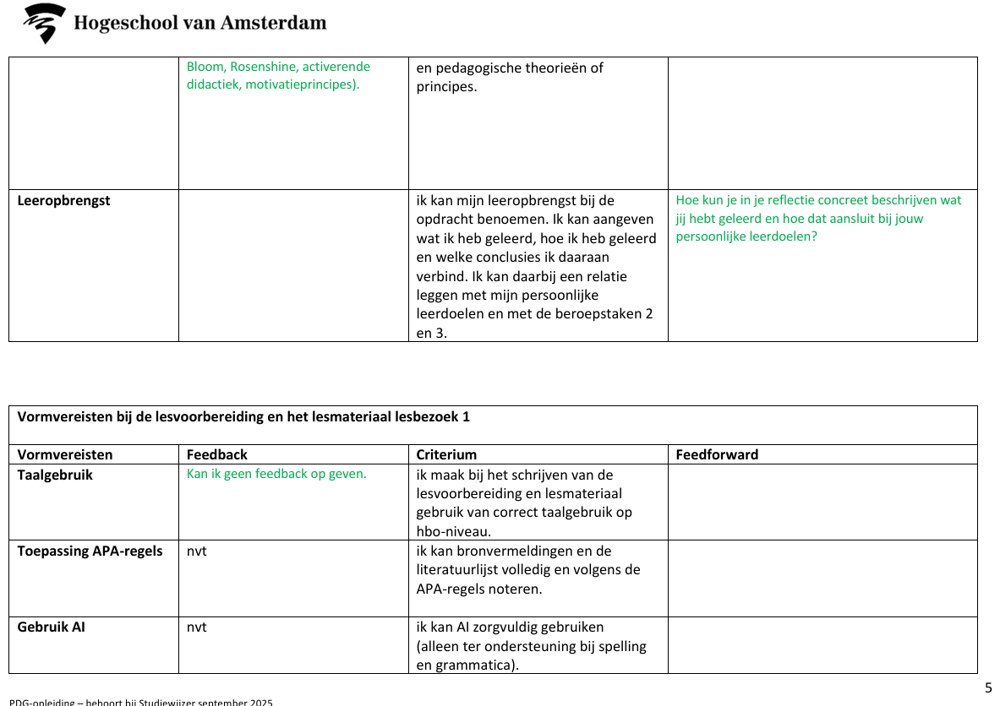 Hogeschool van Amsterdam
Bloom, Rosenshine, activerende
didactiek, motivatieprincipes).
en pedagogische theorieën of
principes.
Leeropbrengst
ik kan mijn leeropbrengst bij de
opdracht benoemen. Ik kan aangeven
wat ik heb geleerd, hoe ik heb geleerd
en welke conclusies ik daaraan
verbind. Ik kan daarbij een relatie
leggen met mijn persoonlijke
leerdoelen en met de beroepstaken 2
en 3.
Hoe kun je in je reflectie concreet beschrijven wat
jij hebt geleerd en hoe dat aansluit bij jouw
persoonlijke leerdoelen?
Vormvereisten bij de lesvoorbereiding en het lesmateriaal lesbezoek 1
Vormvereisten
Feedback
Criterium
Feedforward
Taalgebruik
Kan ik geen feedback op geven.
ik maak bij het schrijven van de
lesvoorbereiding en lesmateriaal
gebruik van correct taalgebruik op
hbo-niveau.
Toepassing APA-regels
nvt
ik kan bronvermeldingen en de
literatuurlijst volledig en volgens de
APA-regels noteren.
Gebruik AI
nvt
ik kan AI zorgvuldig gebruiken
(alleen ter ondersteuning bij spelling
en grammatica).
5
PDG-opleiding – behoort bij Studiewijzer september 2025